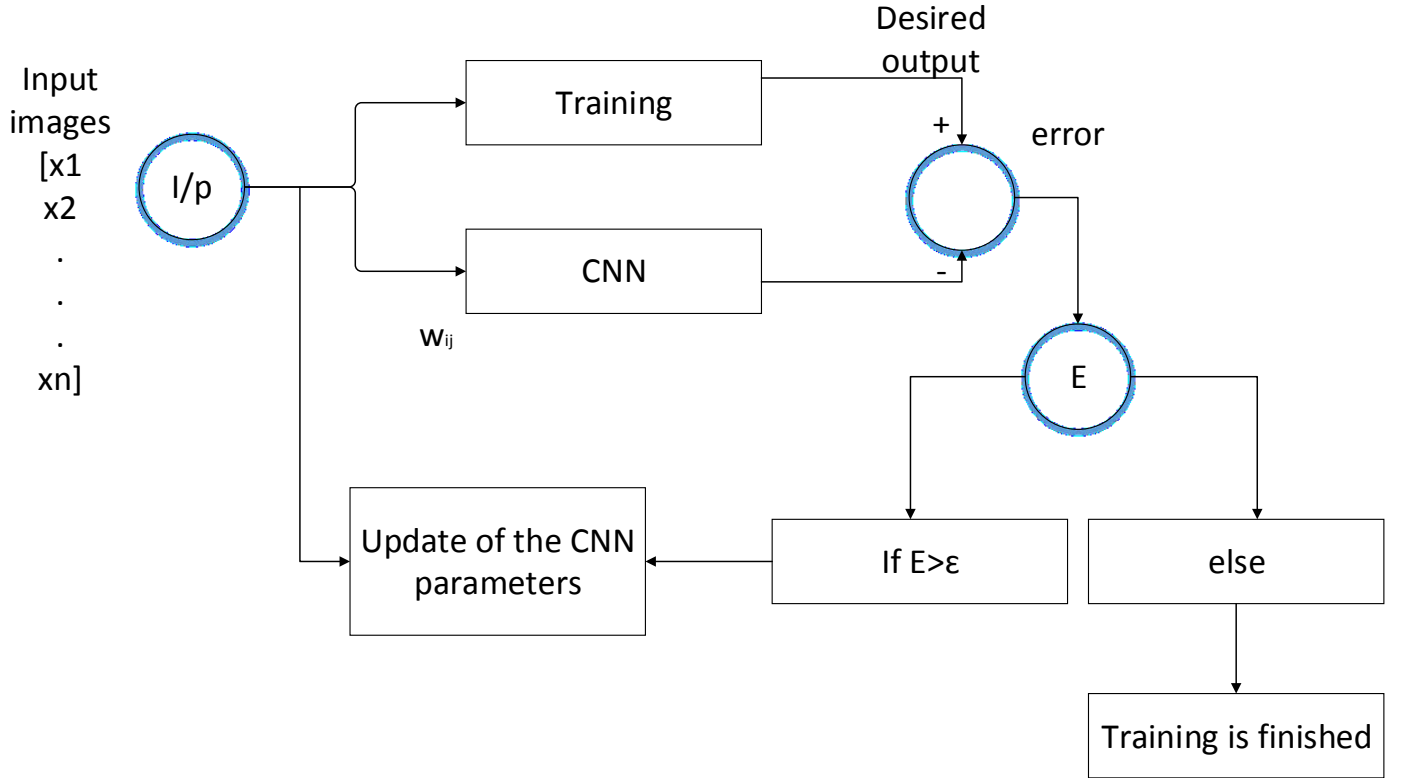 Input
images
[x1
x2
.
.
.
xn]
I/p
Training
CNN
wij
Desired
output
+
-
error
E
If E>ε
else
Update of the CNN
parameters
Training is finished